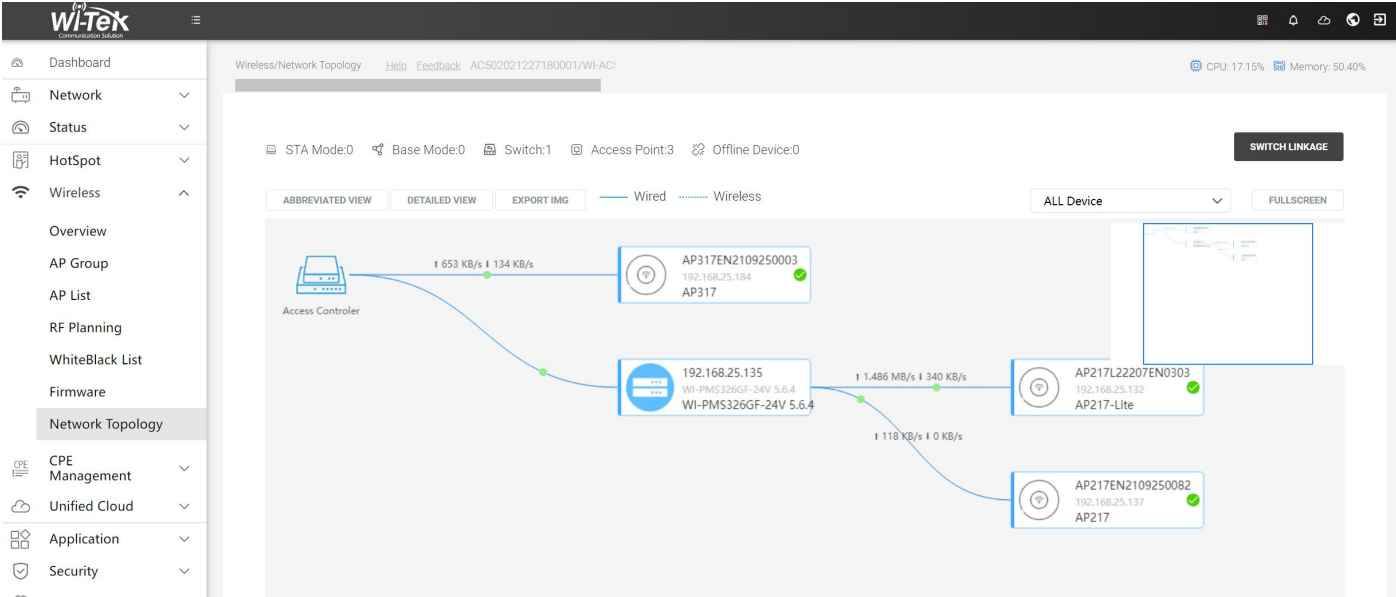 Wi-Tek
Communication Solution
Dashboard
Network
Status
HotSpot
Wireless
Overview
AP Group
AP List
RF Planning
WhiteBlack List
Firmware
Network Topology
CPE
CPE
Management
Unified Cloud
Application
Security
Wireless/Network Topology Help Feedback AC502021227180001/WI-AC
CPU: 17.15% Memory: 50.40%
STA Mode:0 Base Mode:0 Switch:1 Access Point:3 Offline Device:0
SWITCH LINKAGE
ABBREVIATED VIEW DETAILED VIEW EXPORT IMG Wired Wireless
ALL Device FULLSCREEN
Access Controler
⬆ 653 KB/s ⬇ 134 KB/s
AP317EN2109250003
192.168.25.184
AP317
192.168.25.135
WI-PMS326GF-24V 5.6.4
WI-PMS326GF-24V 5.6.4
⬆ 1.486 MB/s ⬇ 340 KB/s
AP217L22207EN0303
192.168.25.132
AP217-Lite
⬆ 118 KB/s ⬇ 0 KB/s
AP217EN2109250082
192.168.25.137
AP217